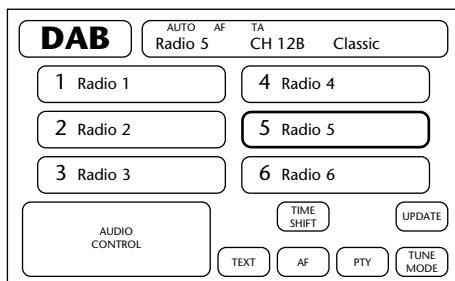 DAB
AUTO AF TA
Radio 5 CH 12B Classic
1 Radio 1
4 Radio 4
2 Radio 2
5 Radio 5
3 Radio 3
6 Radio 6
AUDIO
CONTROL
TIME
SHIFT
UPDATE
TEXT
AF
PTY
TUNE
MODE